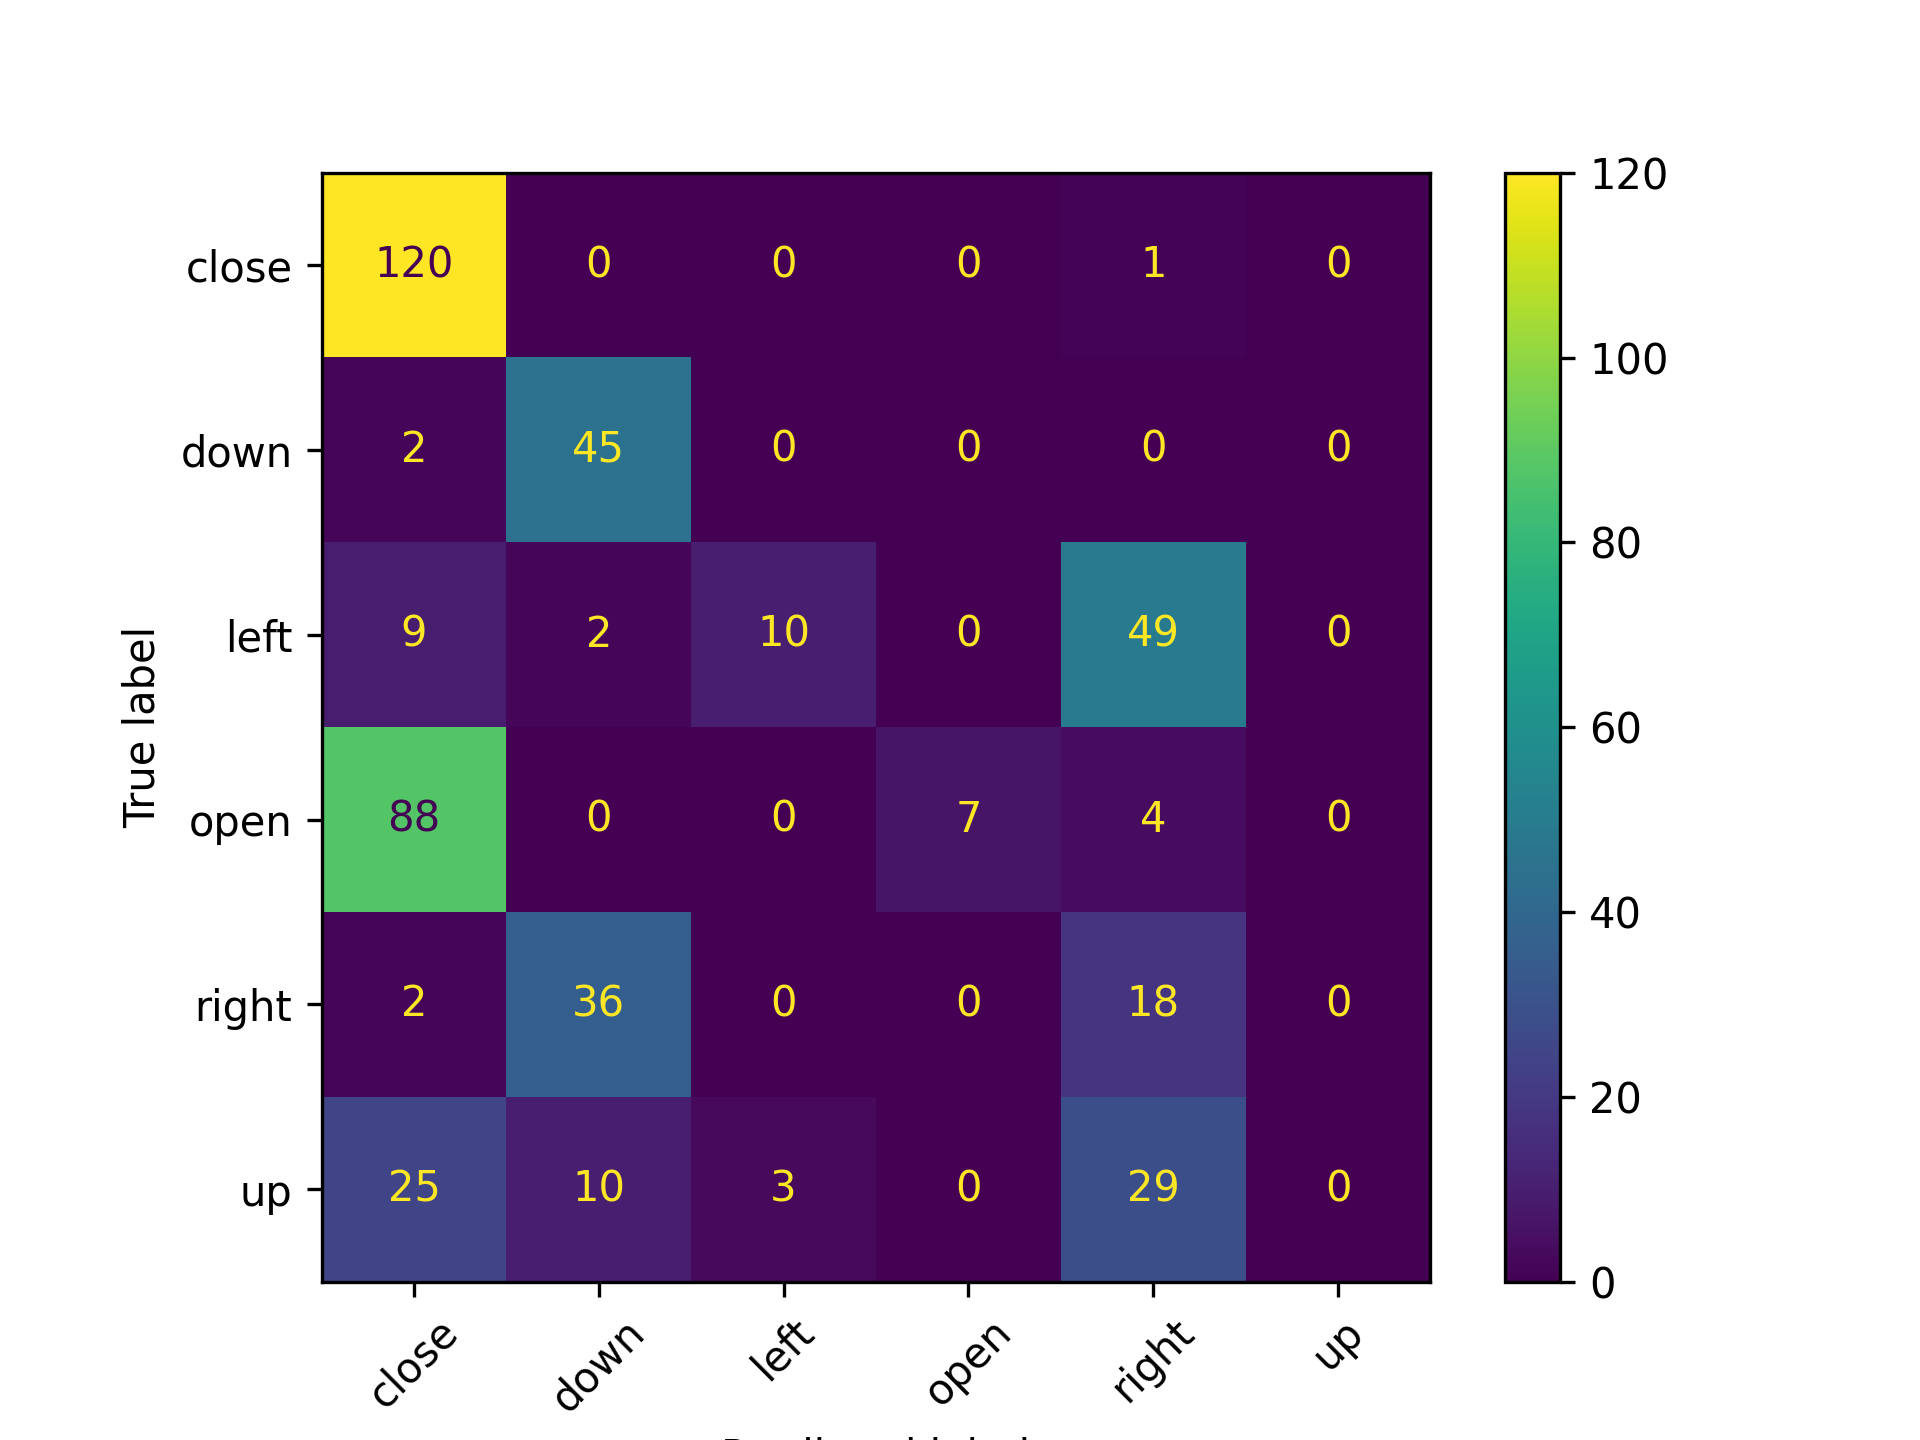 close 120 0 0 0 1 0
down 2 45 0 0 0 0
left 9 2 10 0 49 0
open 88 0 0 7 4 0
right 2 36 0 0 18 0
up 25 10 3 0 29 0
close down left open right up
True label
120
100
80
60
40
20
0